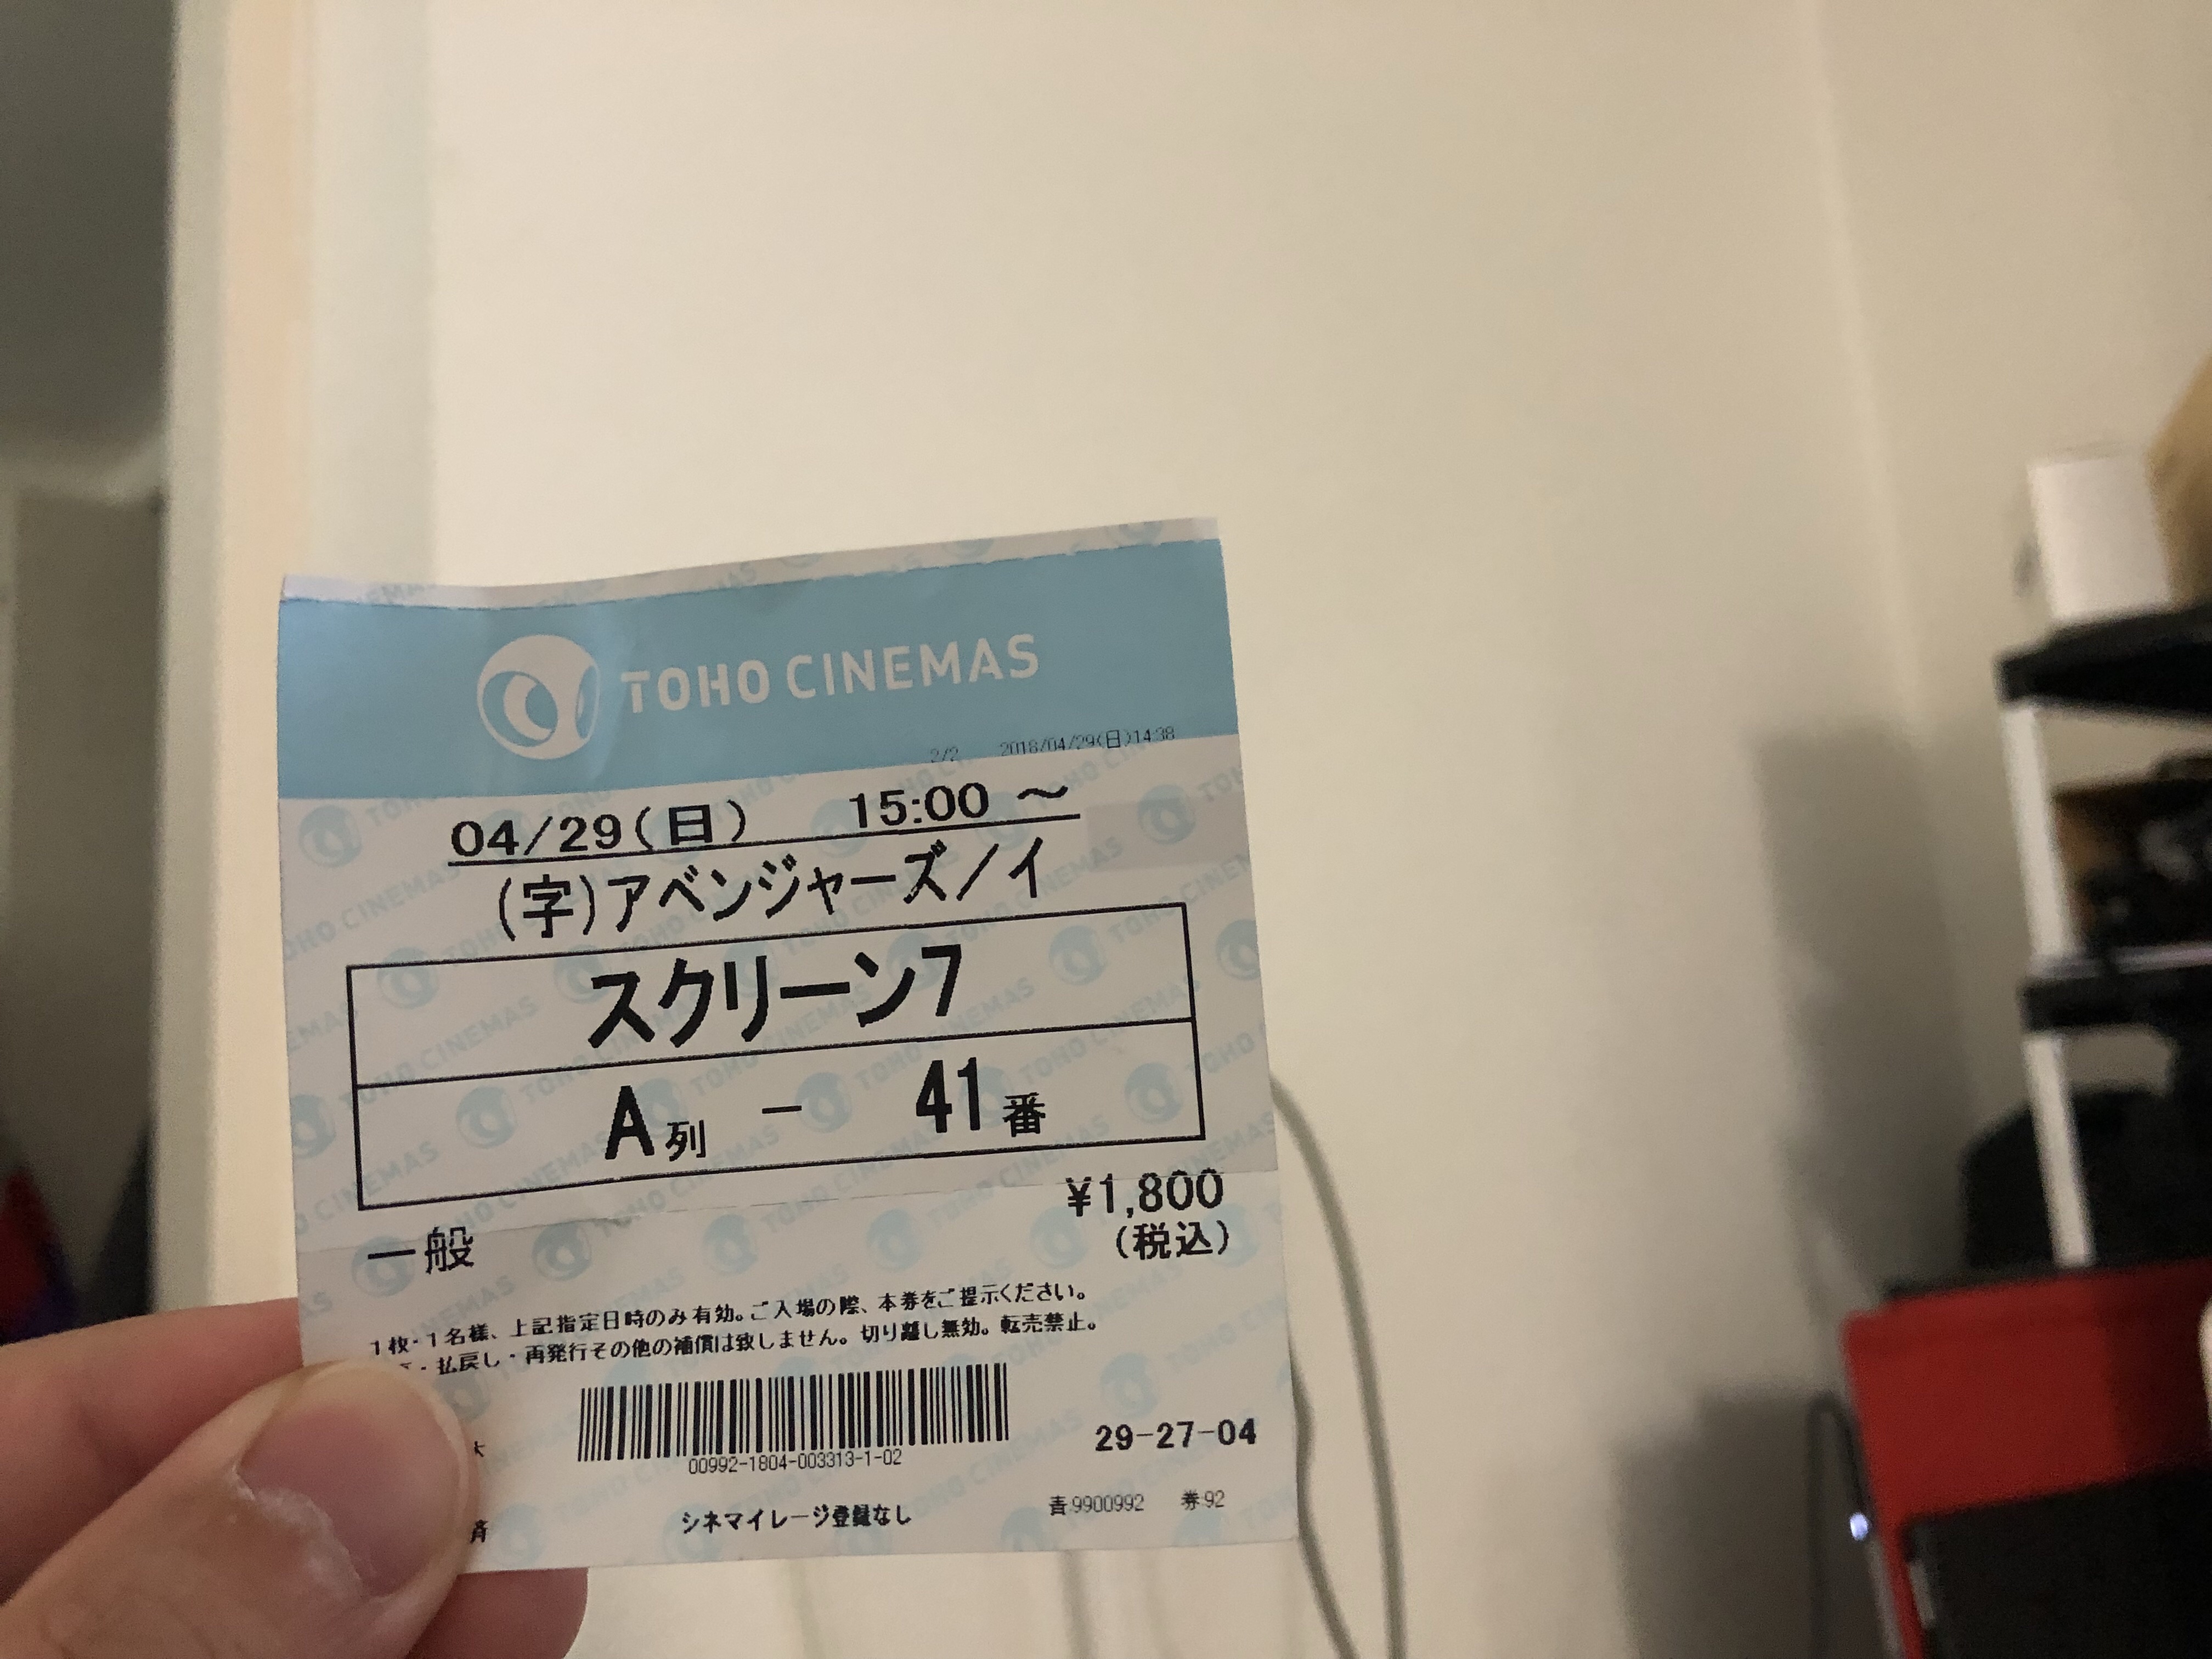 TOHO CINEMAS
2/2 2018/04/29(日)14:38
04/29(日) 15:00 ～
(字)アベンジャーズ/イ
スクリーン7
A列 - 41番
¥1,800
一般
(税込)
1枚・1名様、上記指定日時のみ有効。ご入場の際、本券をご提示ください。
・払戻し・再発行その他の補償は致しません。切り離し無効。転売禁止。
00992-1804-003313-1-02
29-27-04
シネマイレージ登録なし
青:9900992 券:92
済